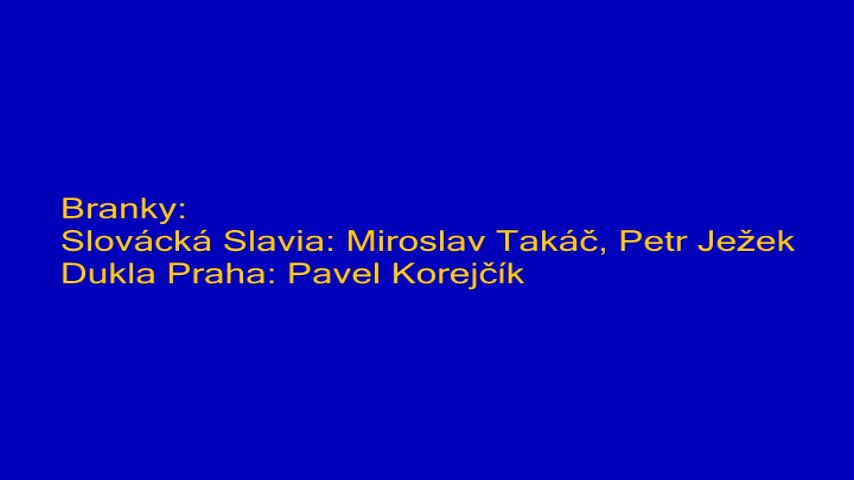 Branky:
Slovácká Slavia: Miroslav Takáč, Petr Ježek
Dukla Praha: Pavel Korejčík